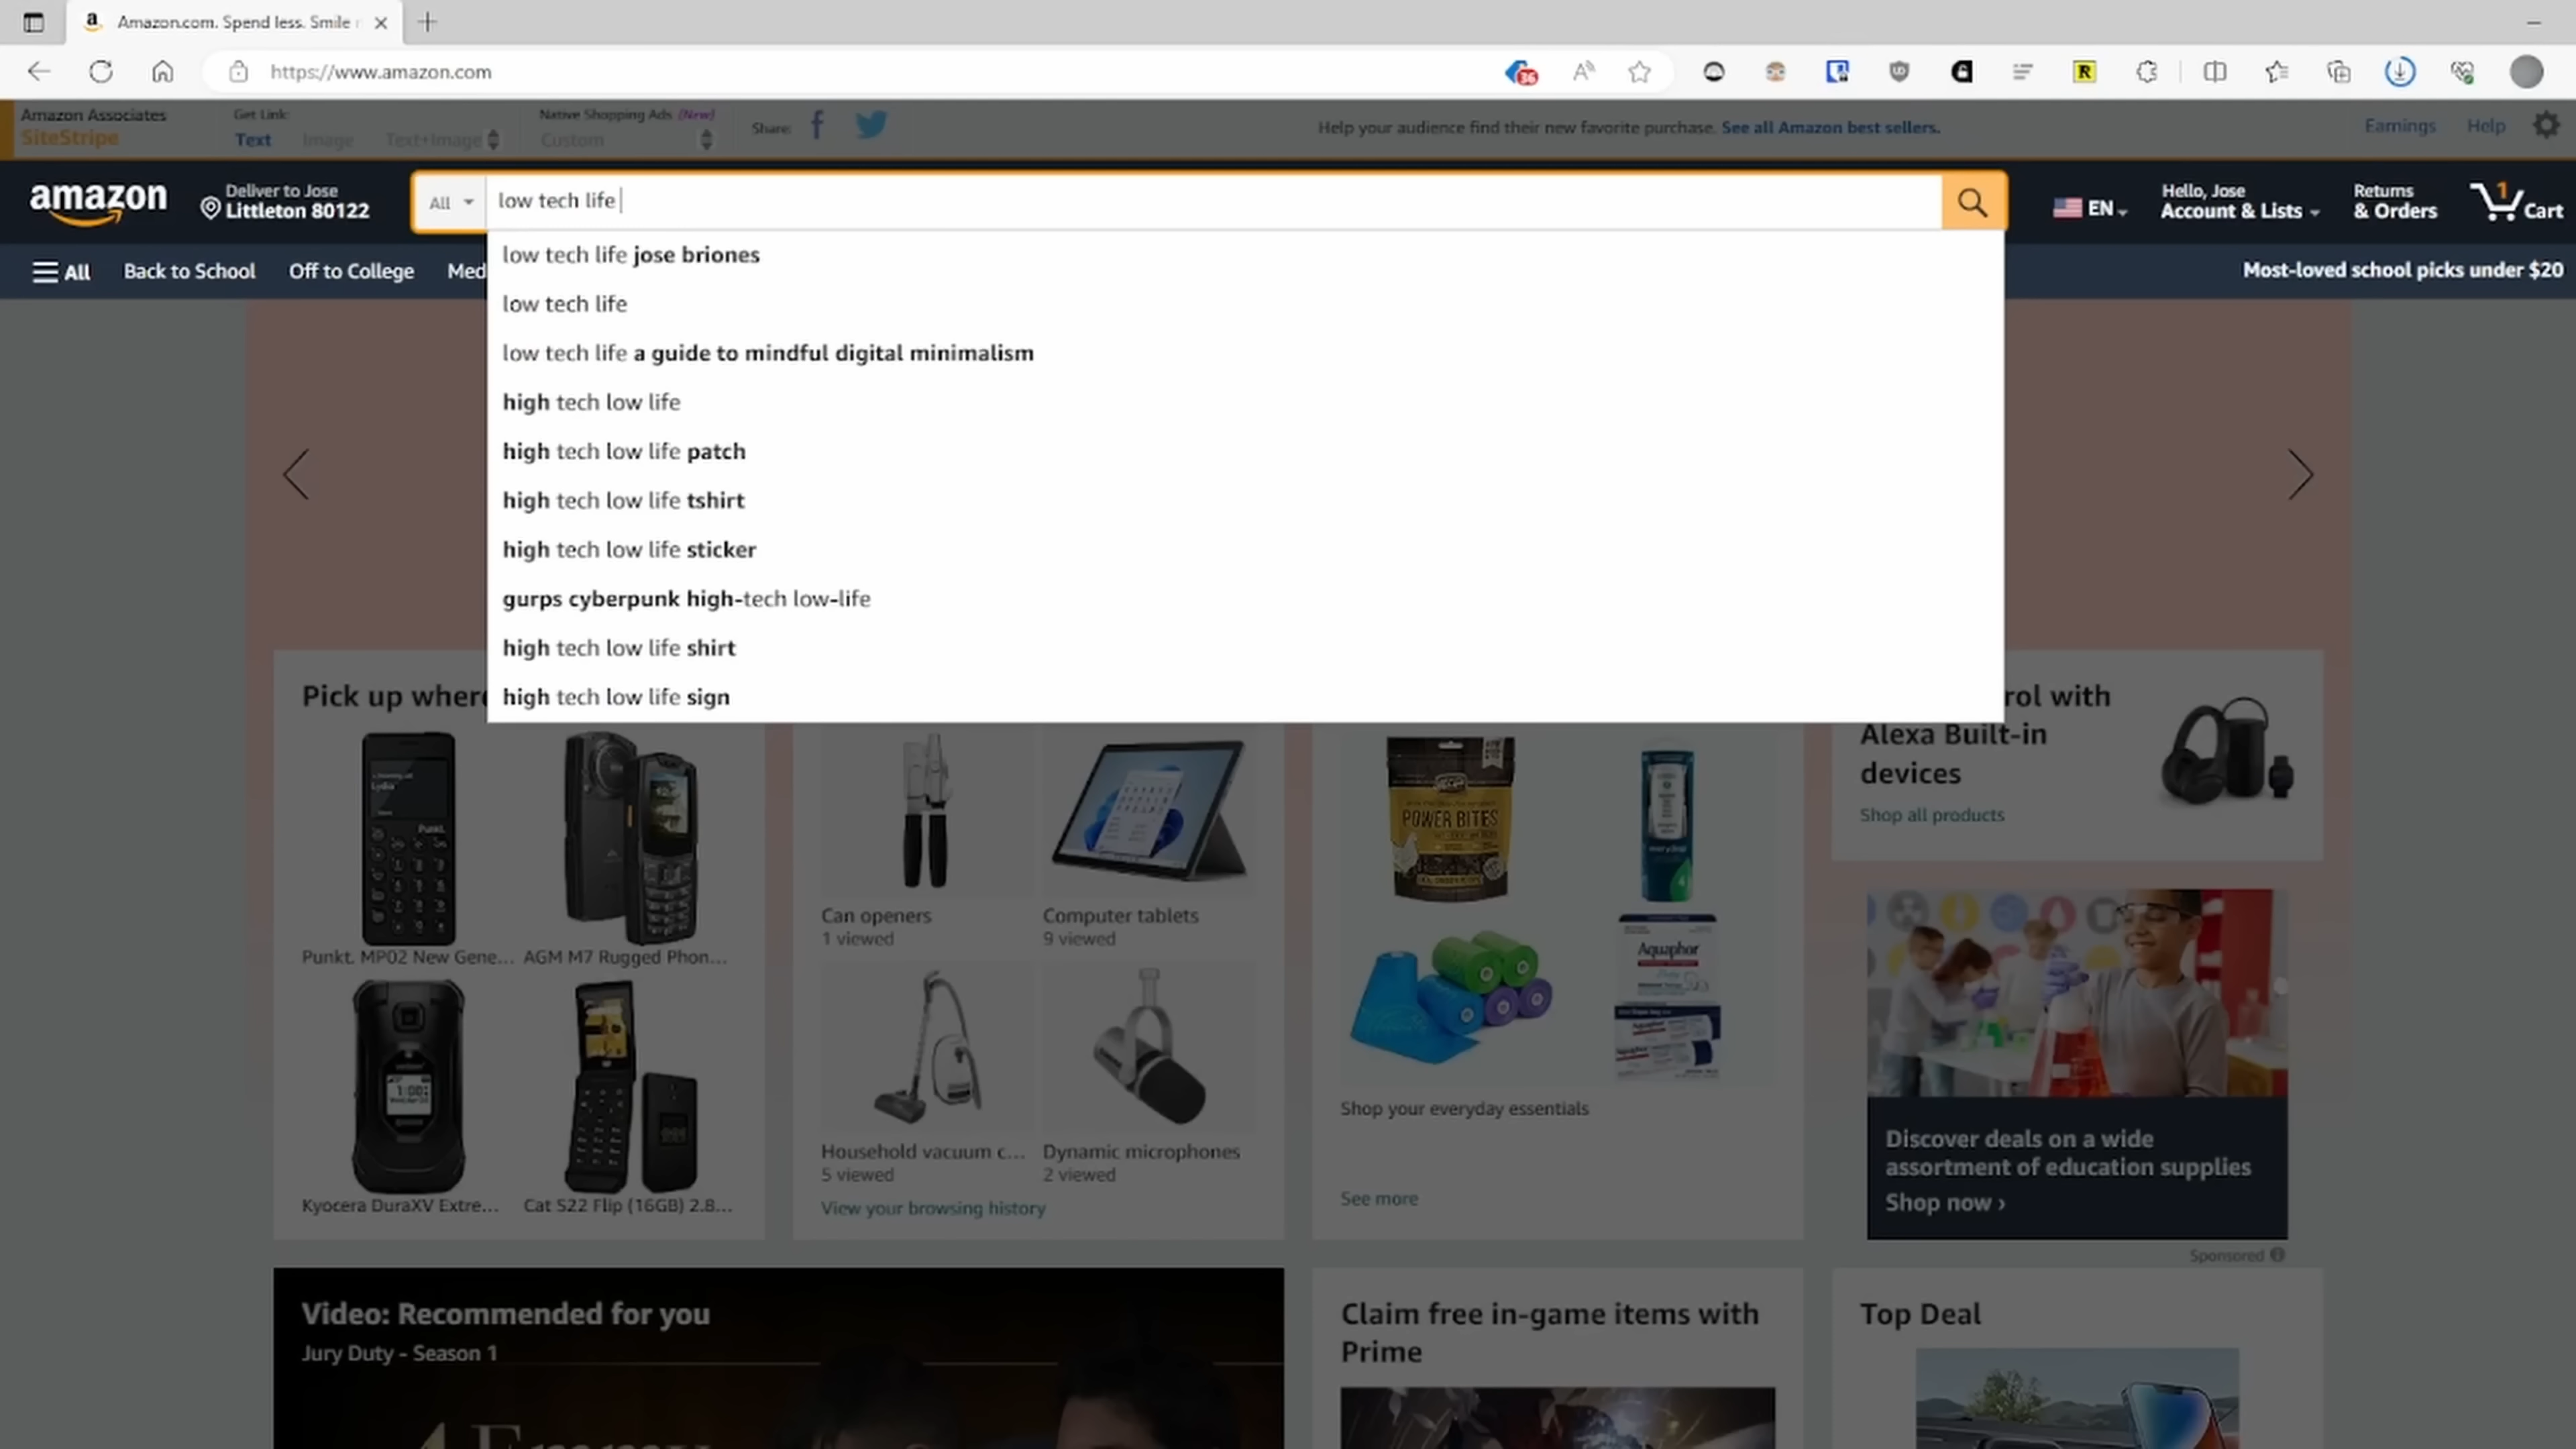 Amazon.com. Spend less. Smile
https://www.amazon.com
36
Amazon Associates
SiteStripe
Get Link:
Text Image Text+Image
Native Shopping Ads (New)
Custom
Share:
Help your audience find their new favorite purchase. See all Amazon best sellers.
Earnings Help
amazon
Deliver to Jose
Littleton 80122
All
low tech life
EN
Hello, Jose
Account & Lists
Returns
& Orders
1
Cart
All Back to School Off to College Med
Most-loved school picks under $20
low tech life jose briones
low tech life
low tech life a guide to mindful digital minimalism
high tech low life
high tech low life patch
high tech low life tshirt
high tech low life sticker
gurps cyberpunk high-tech low-life
high tech low life shirt
high tech low life sign
Pick up where
Punkt.
Punkt. MP02 New Gene...
AGM M7 Rugged Phon...
1:00
Kyocera DuraXV Extre...
Cat S22 Flip (16GB) 2.8...
Can openers
1 viewed
Computer tablets
9 viewed
Household vacuum c...
5 viewed
Dynamic microphones
2 viewed
View your browsing history
POWER BITES
everydrop
4
Aquaphor
Aquaphor
Shop your everyday essentials
See more
rol with
Alexa Built-in
devices
Shop all products
Discover deals on a wide
assortment of education supplies
Shop now ›
Sponsored
Video: Recommended for you
Jury Duty - Season 1
Claim free in-game items with
Prime
Top Deal